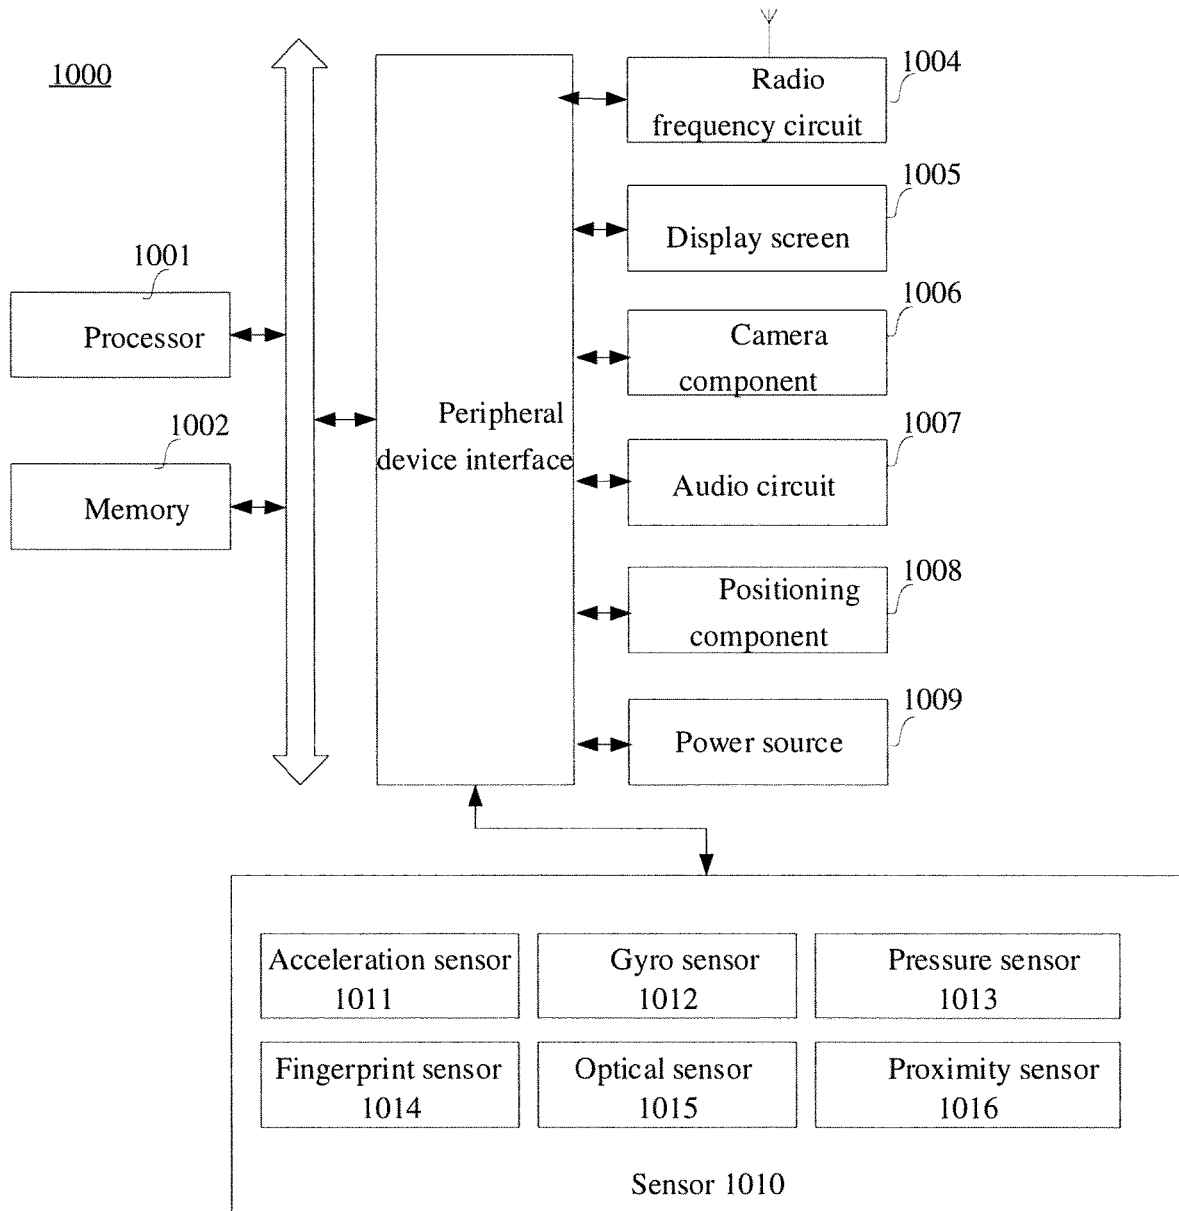 1000
1001
Processor
1002
Memory
Peripheral
device interface
1004
Radio
frequency circuit
1005
Display screen
1006
Camera
component
1007
Audio circuit
1008
Positioning
component
1009
Power source
Acceleration sensor
1011
Gyro sensor
1012
Pressure sensor
1013
Fingerprint sensor
1014
Optical sensor
1015
Proximity sensor
1016
Sensor 1010